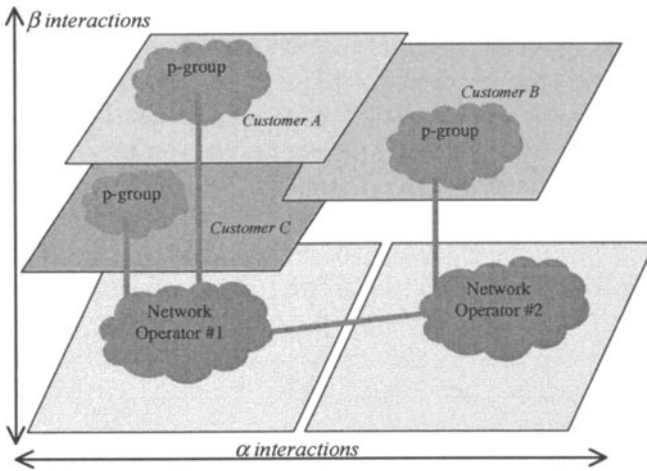 β interactions
p-group
Customer A
Customer B
p-group
p-group
Customer C
Network
Operator #1
Network
Operator #2
α interactions